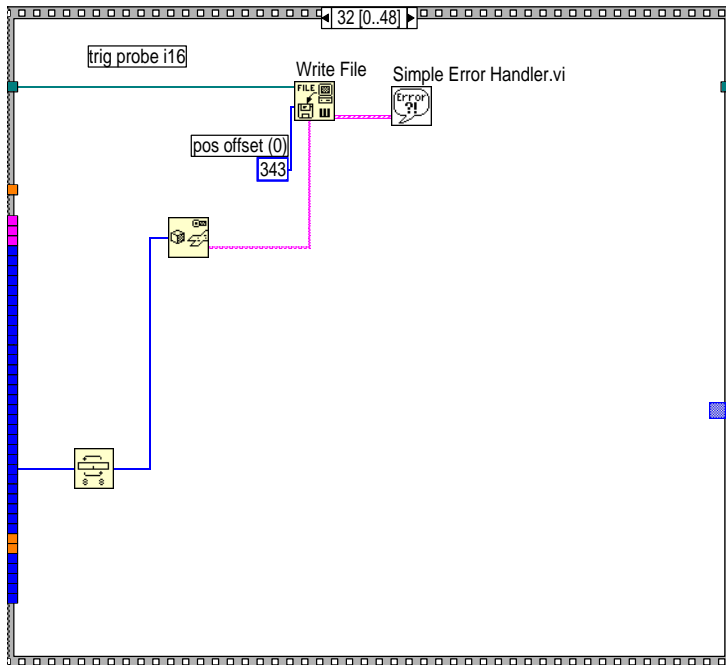 32 [0..48]
trig probe i16
Write File
Simple Error Handler.vi
FILE
Error
?!
pos offset (0)
343